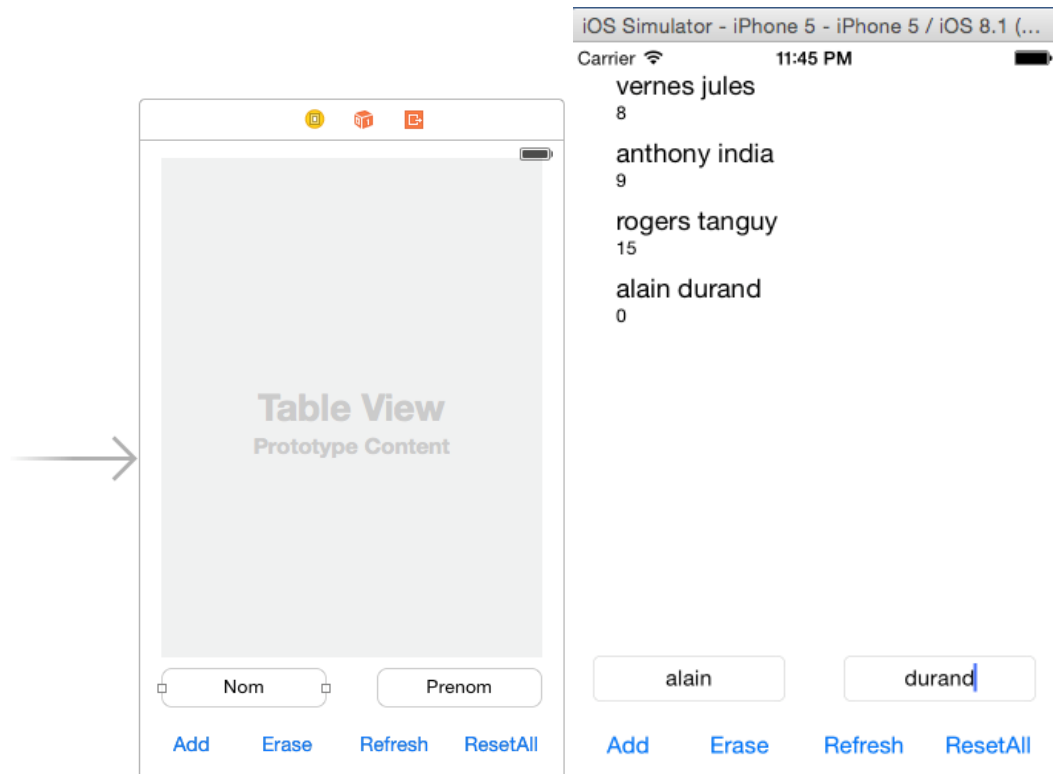 Table View
Prototype Content
Nom Prenom
Add Erase Refresh ResetAll
iOS Simulator - iPhone 5 - iPhone 5 / iOS 8.1 (...
Carrier 11:45 PM
vernes jules
8
anthony india
9
rogers tanguy
15
alain durand
0
alain durand
Add Erase Refresh ResetAll